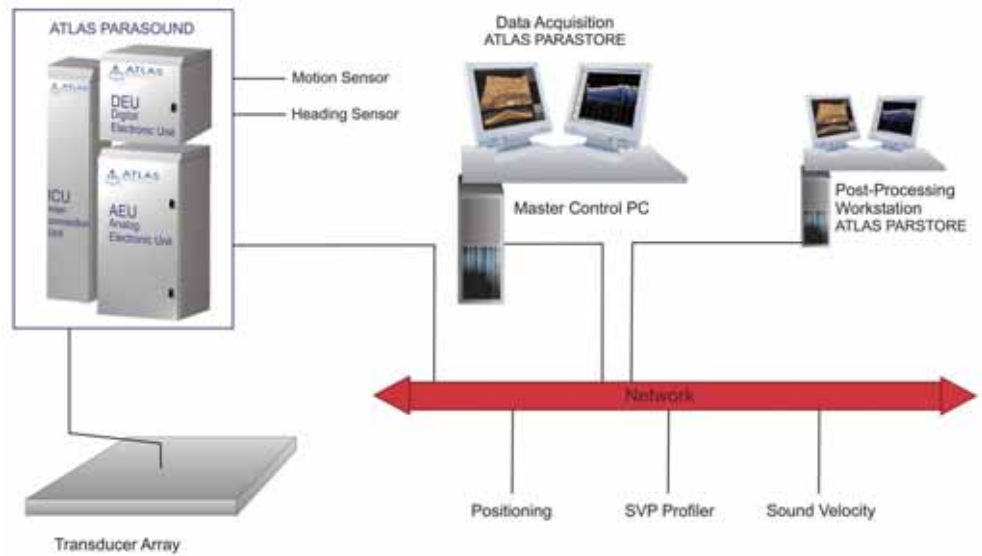 ATLAS PARASOUND
ATLAS
ATLAS
DEU
Digital
Electronic Unit
ICU
Unit
ATLAS
AEU
Analog
Electronic Unit
Motion Sensor
Heading Sensor
Data Acquisition
ATLAS PARASTORE
Master Control PC
Post-Processing
Workstation
ATLAS PARSTORE
Network
Positioning
SVP Profiler
Sound Velocity
Transducer Array